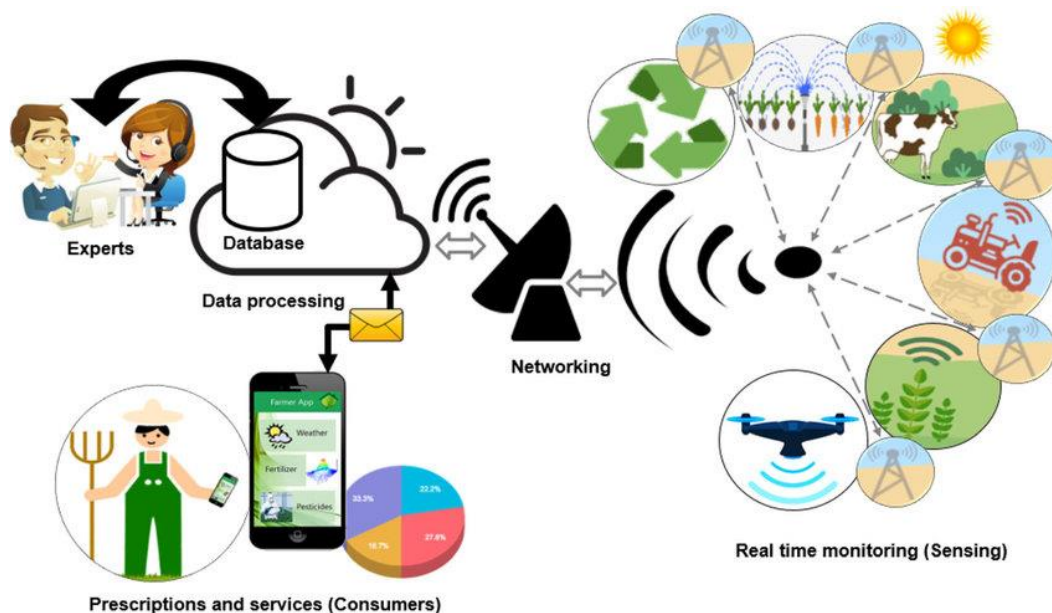 Experts
Database
Data processing
Networking
Farmer App
Weather
Fertilizer
Pesticides
33.3%
22.2%
16.7%
27.8%
Real time monitoring (Sensing)
Prescriptions and services (Consumers)